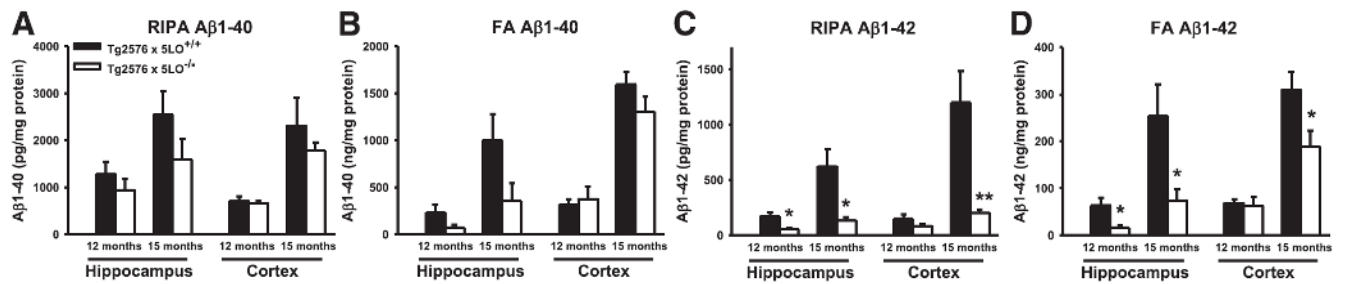 A
RIPA Aβ1-40
Aβ1-40 (pg/mg protein)
4000
3000
2000
1000
0
Tg2576 x 5LO+/+
Tg2576 x 5LO-/-
12 months 15 months 12 months 15 months
Hippocampus Cortex
B
FA Aβ1-40
Aβ1-40 (ng/mg protein)
2000
1500
1000
500
0
12 months 15 months 12 months 15 months
Hippocampus Cortex
C
RIPA Aβ1-42
Aβ1-42 (pg/mg protein)
1500
1000
500
0
* * **
12 months 15 months 12 months 15 months
Hippocampus Cortex
D
FA Aβ1-42
Aβ1-42 (ng/mg protein)
400
300
200
100
0
* * *
12 months 15 months 12 months 15 months
Hippocampus Cortex